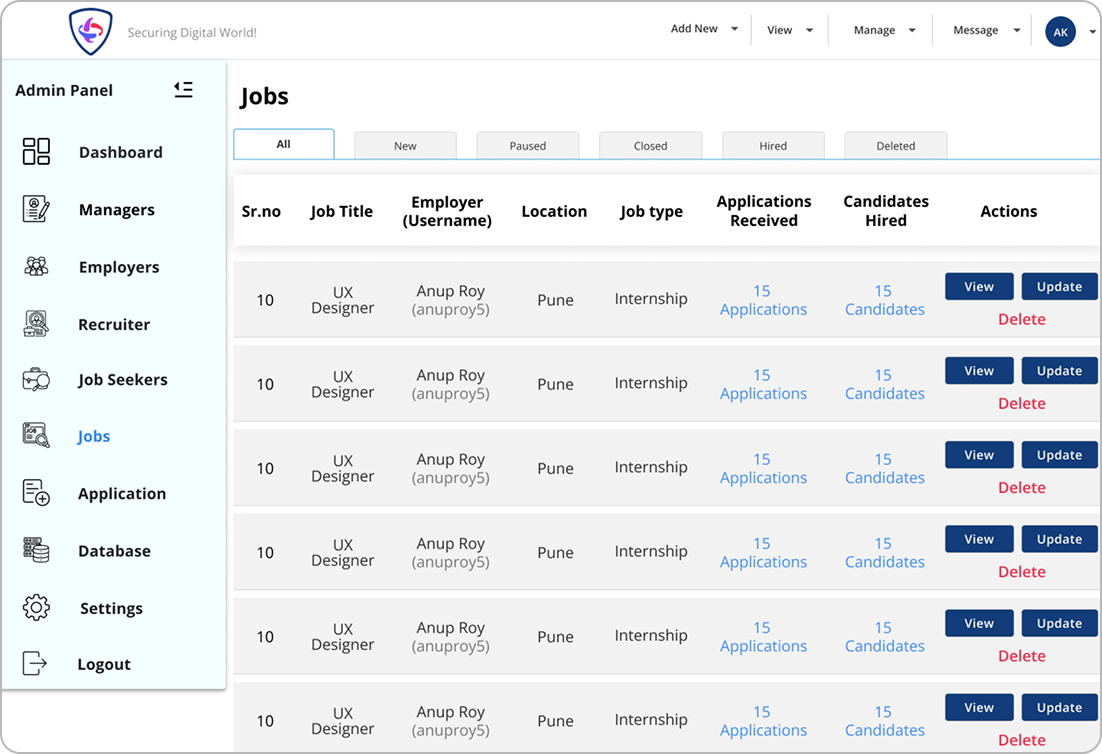 Securing Digital World!
Add New
View
Manage
Message
AK
Admin Panel
Dashboard
Managers
Employers
Recruiter
Job Seekers
Jobs
Application
Database
Settings
Logout
Jobs
All
New
Paused
Closed
Hired
Deleted
Sr.no
Job Title
Employer
(Username)
Location
Job type
Applications
Received
Candidates
Hired
Actions
10
UX
Designer
Anup Roy
(anuproy5)
Pune
Internship
15
Applications
15
Candidates
View
Update
Delete
10
UX
Designer
Anup Roy
(anuproy5)
Pune
Internship
15
Applications
15
Candidates
View
Update
Delete
10
UX
Designer
Anup Roy
(anuproy5)
Pune
Internship
15
Applications
15
Candidates
View
Update
Delete
10
UX
Designer
Anup Roy
(anuproy5)
Pune
Internship
15
Applications
15
Candidates
View
Update
Delete
10
UX
Designer
Anup Roy
(anuproy5)
Pune
Internship
15
Applications
15
Candidates
View
Update
Delete
10
UX
Designer
Anup Roy
(anuproy5)
Pune
Internship
15
Applications
15
Candidates
View
Update
Delete